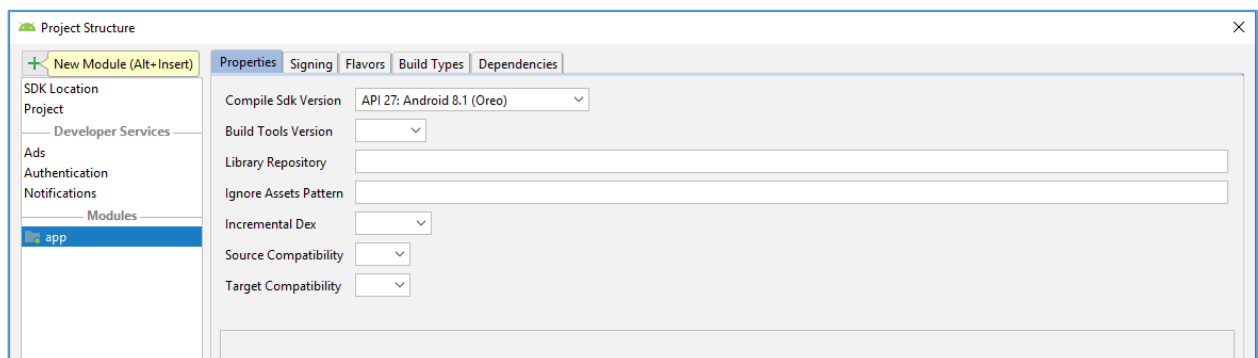 Project Structure
New Module (Alt+Insert)
SDK Location
Project
Developer Services
Ads
Authentication
Notifications
Modules
app
Properties Signing Flavors Build Types Dependencies
Compile Sdk Version API 27: Android 8.1 (Oreo)
Build Tools Version
Library Repository
Ignore Assets Pattern
Incremental Dex
Source Compatibility
Target Compatibility